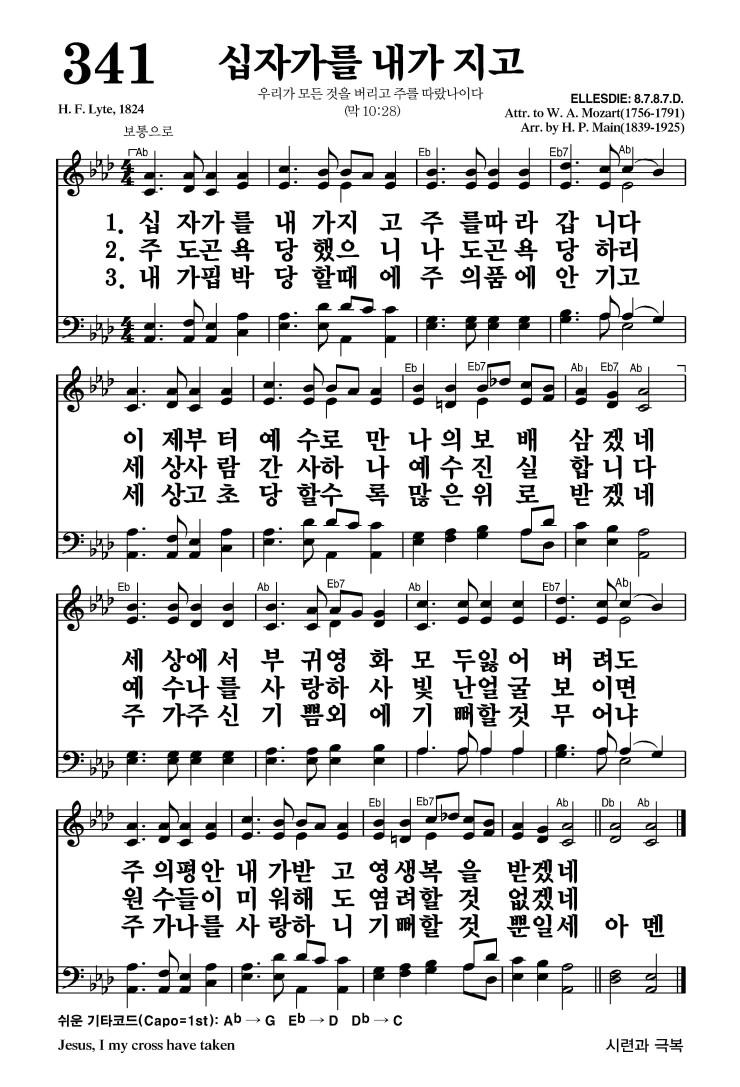 341 십자가를 내가 지고
우리가 모든 것을 버리고 주를 따랐나이다
(막 10:28)
H. F. Lyte, 1824
ELLESDIE: 8.7.8.7.D.
Attr. to W. A. Mozart(1756-1791)
Arr. by H. P. Main(1839-1925)
보통으로
Ab Eb Eb7 Ab
1. 십 자가를 내 가지 고 주 를따 라 갑 니다
2. 주 도곤 욕 당 했으 니 나 도곤 욕 당 하리
3. 내 가핍 박 당 할때 에 주 의품 에 안 기고
Eb Eb7 Ab Eb7 Ab
이 제부 터 예 수로 만 나 의보 배 삼 겠네
세 상사 람 간 사하 나 예 수진 실 합 니다
세 상고 초 당 할수 록 많 은위 로 받 겠네
Eb Ab Eb7 Ab Eb7 Ab
세 상에 서 부 귀영 화 모 두잃 어 버 려도
예 수나 를 사 랑하 사 빛 난얼 굴 보 이면
주 가주 신 기 쁨외 에 기 뻐할 것 무 어냐
Eb Eb7 Ab Db Ab
주 의평안 내 가받 고 영생복 을 받겠네
원 수들이 미 워해 도 염려할 것 없겠네
주 가나를 사 랑하 니 기뻐할 것 뿐일세 아 멘
쉬운 기타코드(Capo=1st): Ab → G Eb → D Db → C
Jesus, I my cross have taken
시련과 극복